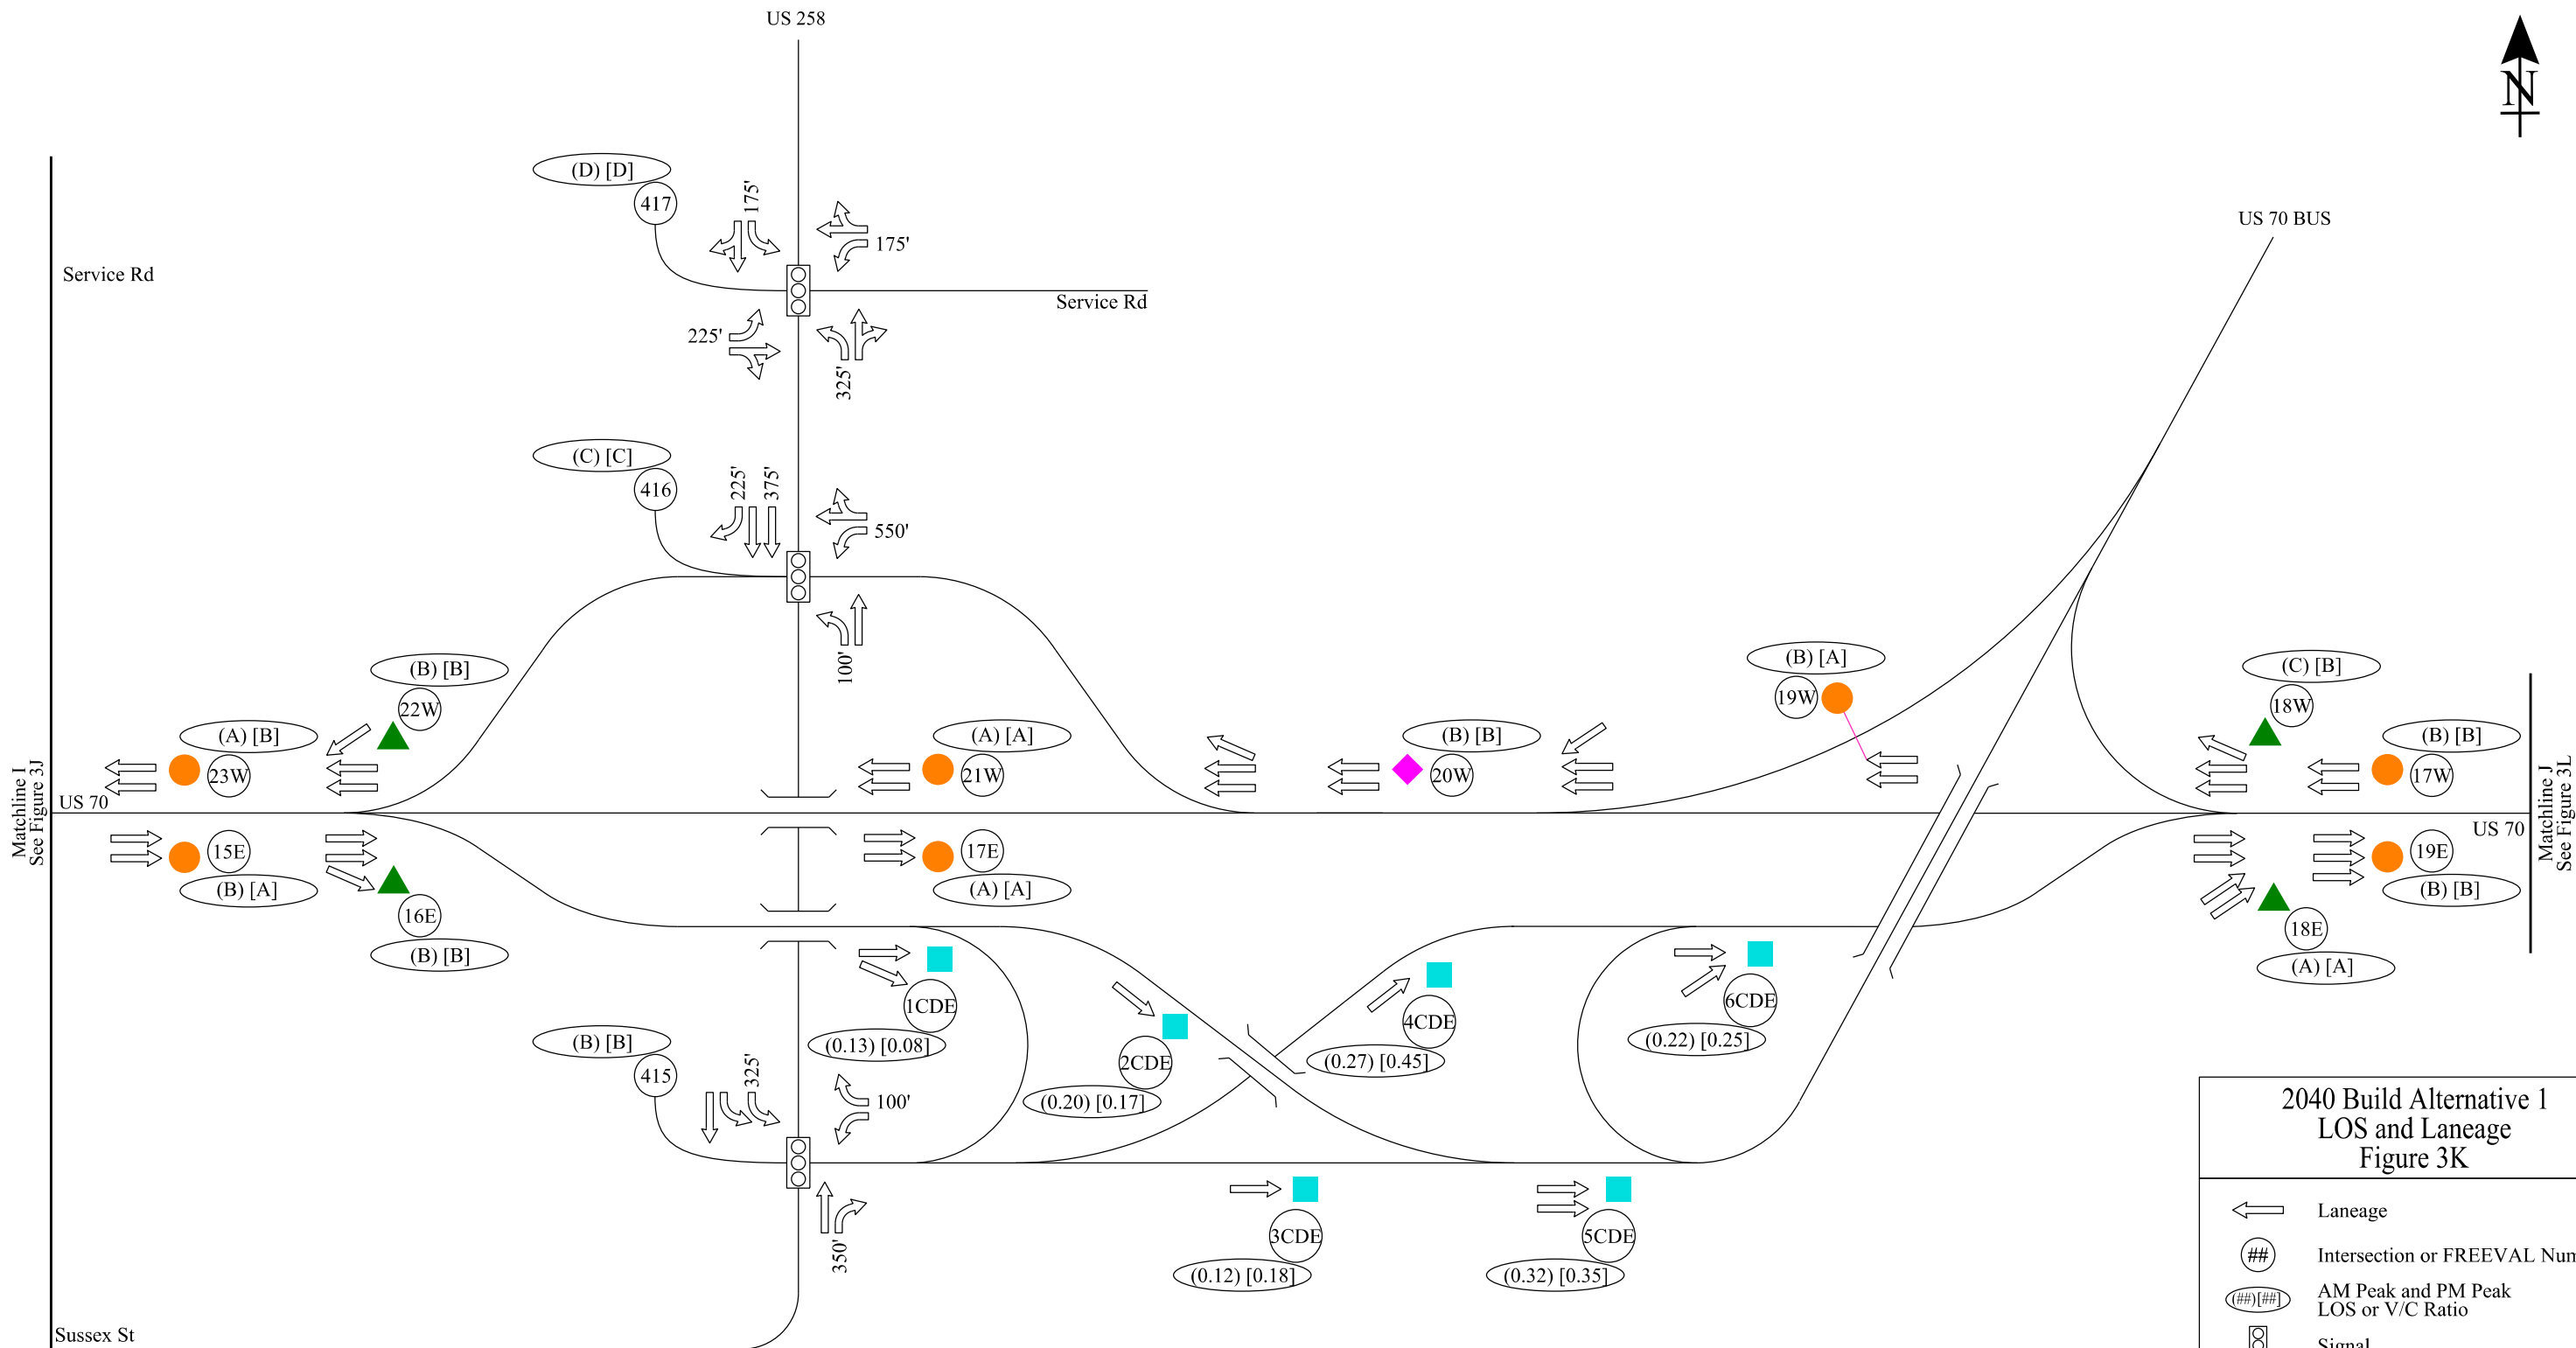 US 258
N
(D) [D]
417
175'
175'
US 70 BUS
Service Rd
Service Rd
225'
325'
(C) [C]
416
225'
375'
550'
100'
(B) [B]
22W
(A) [B]
23W
(A) [A]
21W
(B) [B]
20W
(B) [A]
19W
(C) [B]
18W
(B) [B]
17W
Matchline I
See Figure 3J
US 70
US 70
Matchline J
See Figure 3L
15E
(B) [A]
16E
(B) [B]
17E
(A) [A]
19E
(B) [B]
18E
(A) [A]
1CDE
(0.13) [0.08]
2CDE
(0.20) [0.17]
4CDE
(0.27) [0.45]
6CDE
(0.22) [0.25]
(B) [B]
415
325'
100'
350'
3CDE
(0.12) [0.18]
5CDE
(0.32) [0.35]
Sussex St
2040 Build Alternative 1
LOS and Laneage
Figure 3K
Laneage
##
Intersection or FREEVAL Num
(##)[##]
AM Peak and PM Peak
LOS or V/C Ratio
Signal